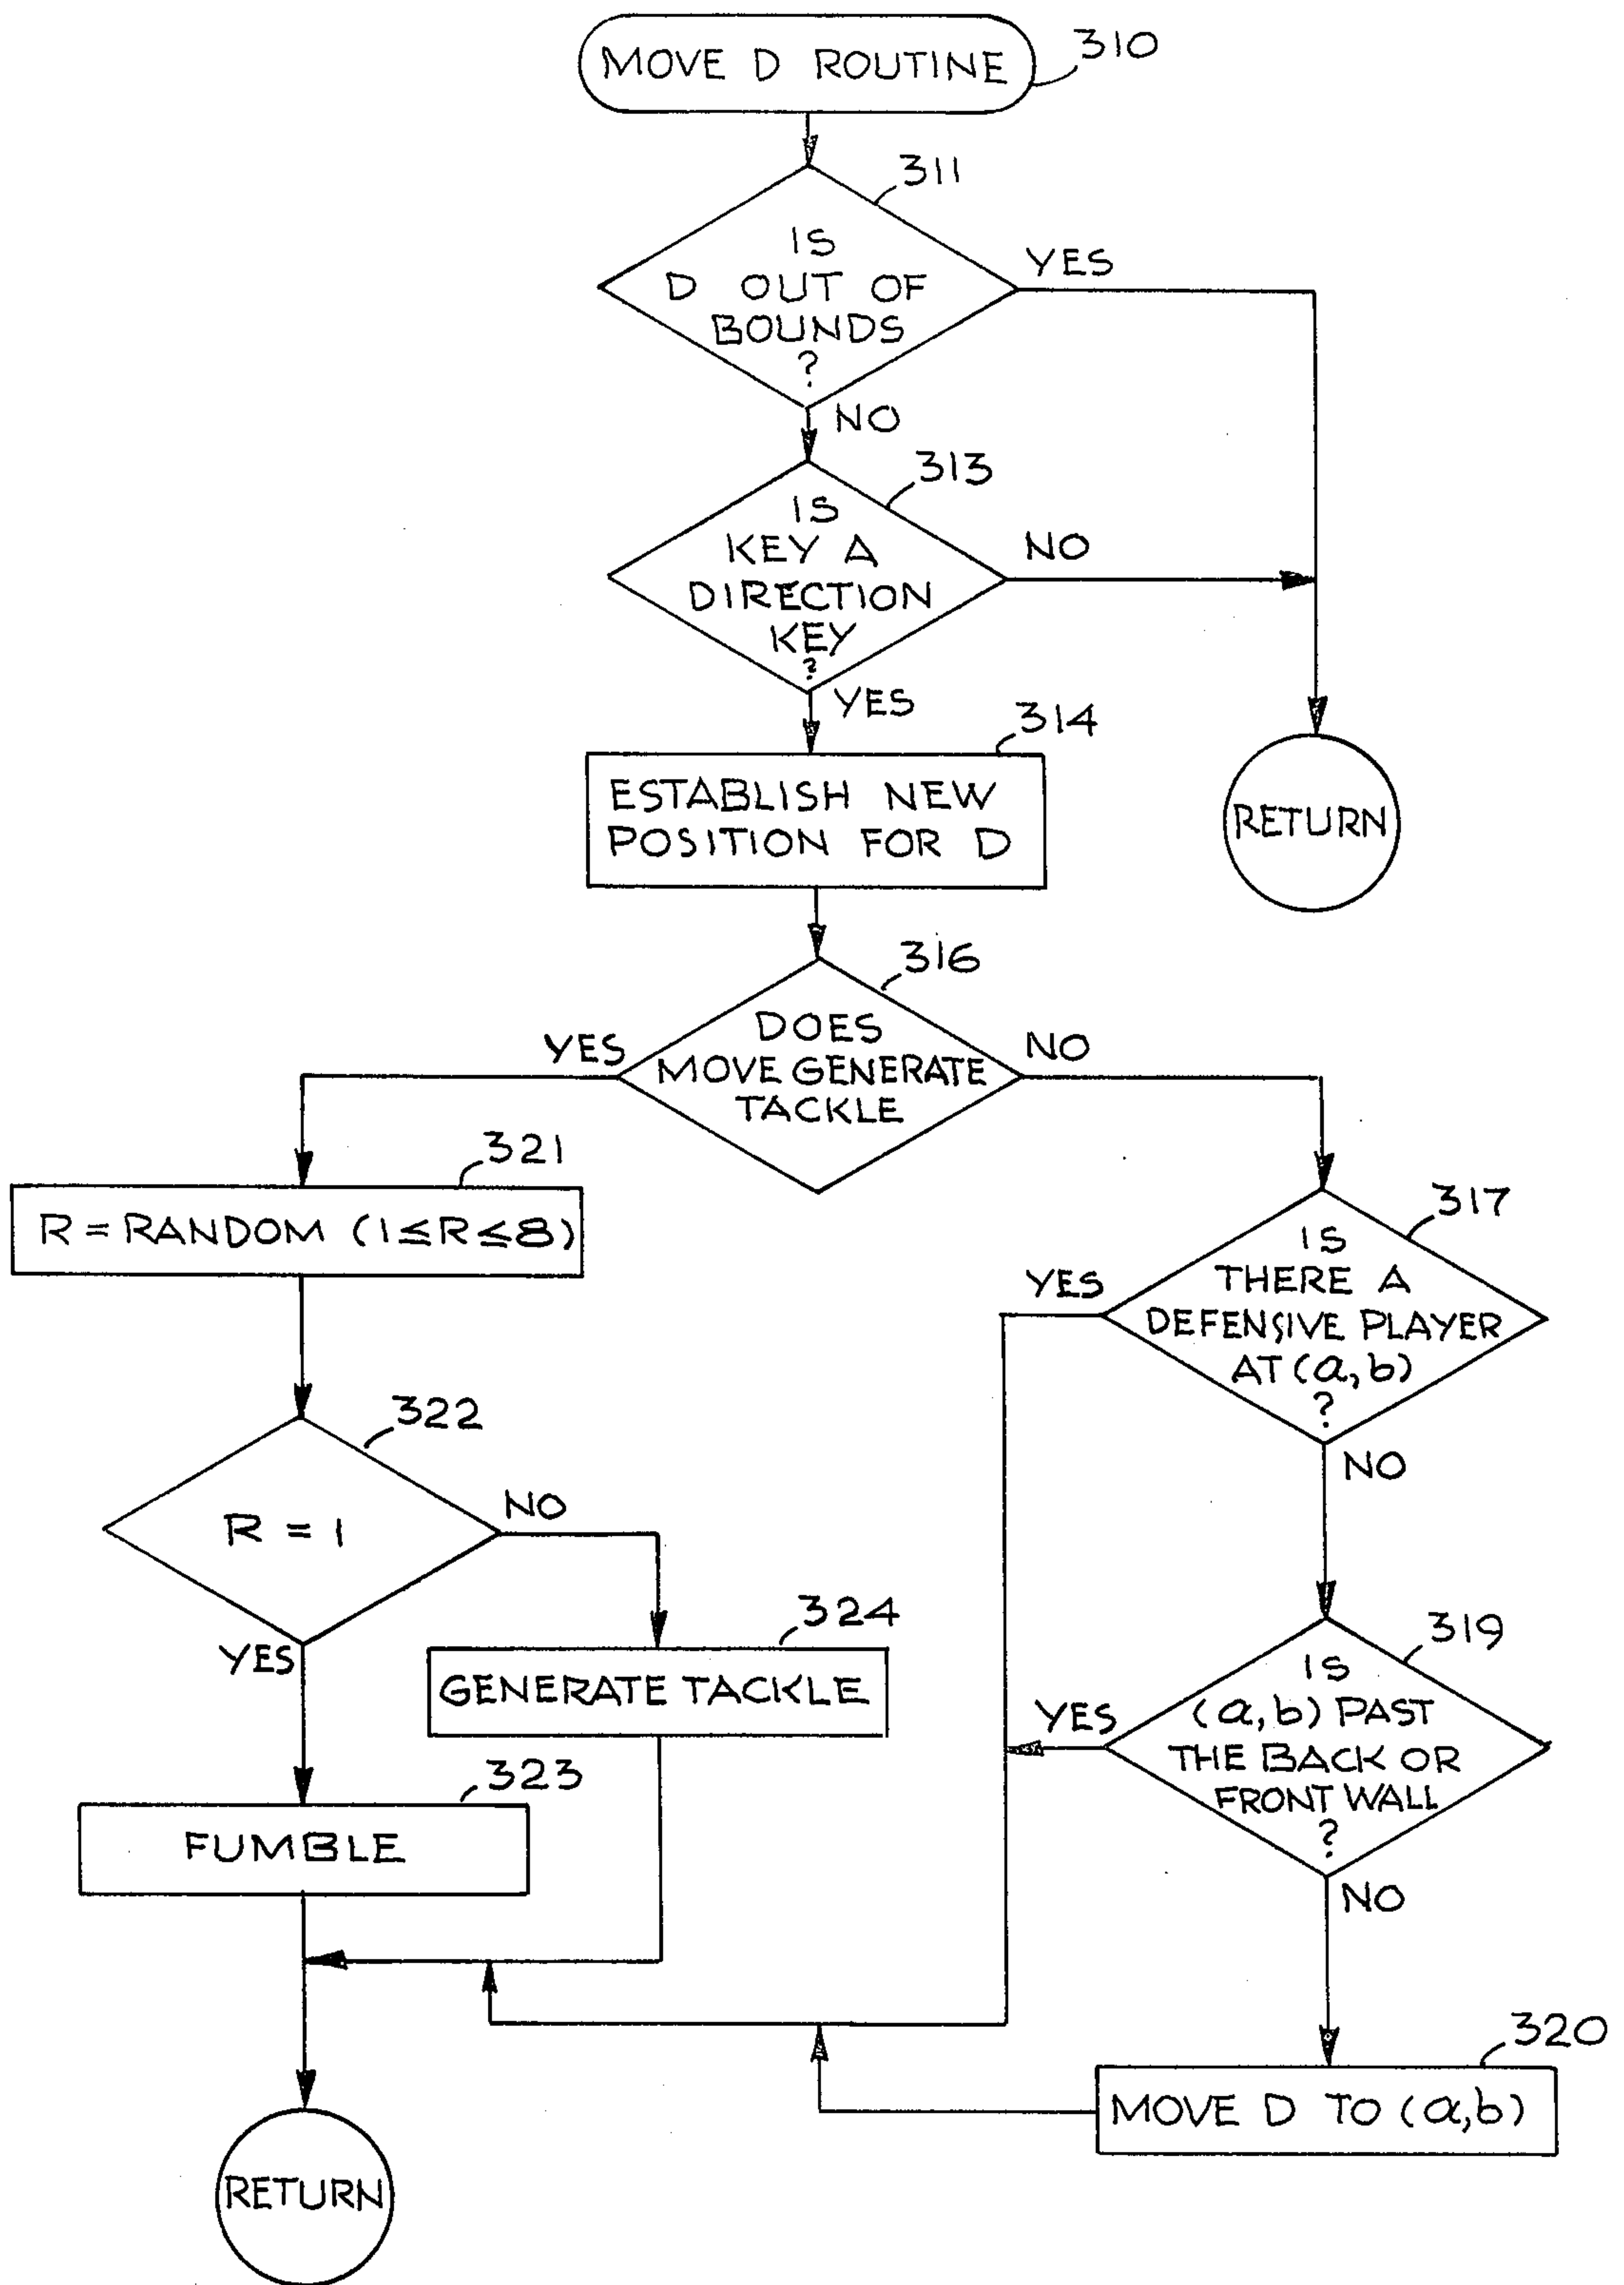 MOVE D ROUTINE
310
311
IS
D OUT OF
BOUNDS
?
YES
NO
313
IS
KEY A
DIRECTION
KEY
?
NO
YES
314
ESTABLISH NEW
POSITION FOR D
RETURN
316
DOES
MOVE GENERATE
TACKLE
YES
NO
321
R = RANDOM (1≤R≤8)
317
IS
THERE A
DEFENSIVE PLAYER
AT (a,b)
?
YES
NO
322
R = 1
NO
YES
324
GENERATE TACKLE
319
IS
(a,b) PAST
THE BACK OR
FRONT WALL
?
YES
NO
323
FUMBLE
320
MOVE D TO (a,b)
RETURN